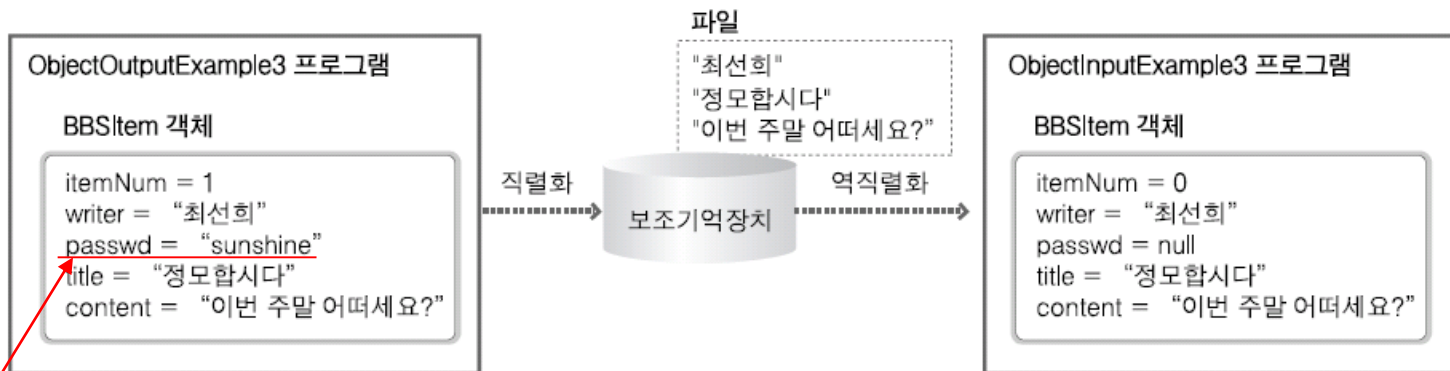 ObjectOutputExample3 프로그램
BBSItem 객체
itemNum = 1
writer = “최선희”
passwd = “sunshine”
title = “정모합시다”
content = “이번 주말 어떠세요?”
직렬화
파일
"최선희"
"정모합시다"
"이번 주말 어떠세요?”
보조기억장치
역직렬화
ObjectInputExample3 프로그램
BBSItem 객체
itemNum = 0
writer = “최선희”
passwd = null
title = “정모합시다”
content = “이번 주말 어떠세요?”